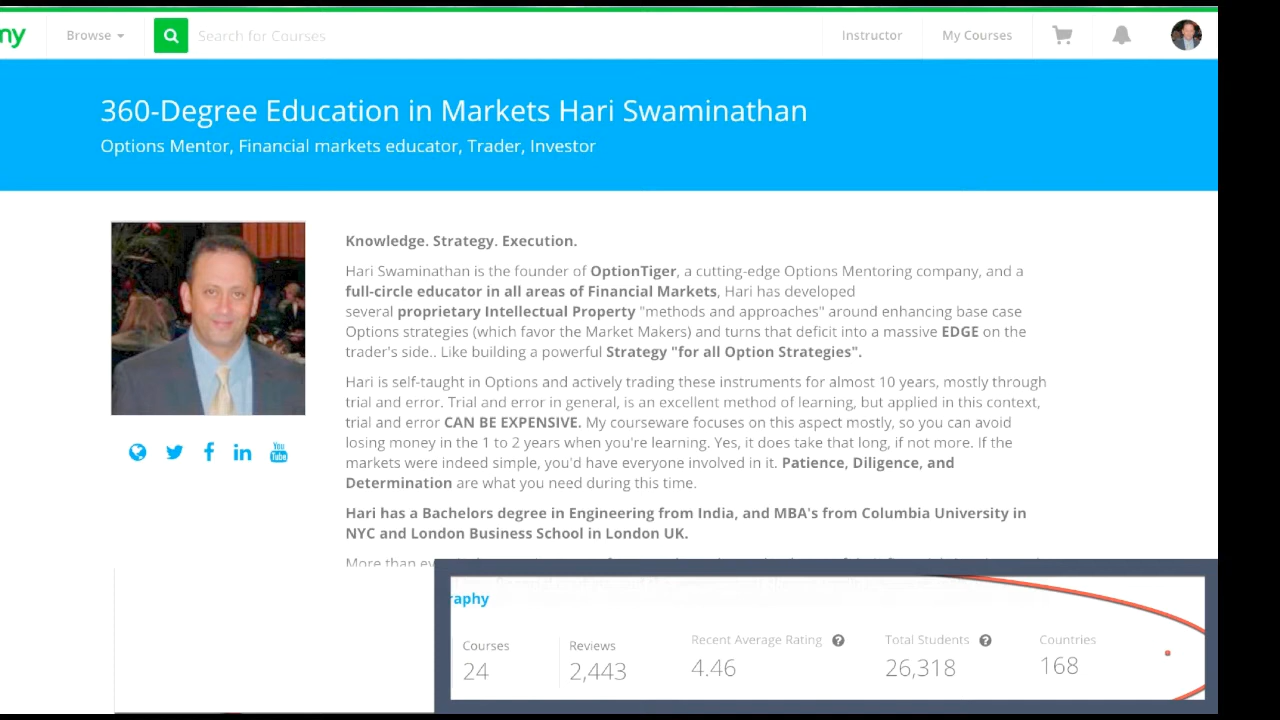 ny Browse Search for Courses Instructor My Courses
360-Degree Education in Markets Hari Swaminathan
Options Mentor, Financial markets educator, Trader, Investor
Knowledge. Strategy. Execution.
Hari Swaminathan is the founder of OptionTiger, a cutting-edge Options Mentoring company, and a
full-circle educator in all areas of Financial Markets, Hari has developed
several proprietary Intellectual Property "methods and approaches" around enhancing base case
Options strategies (which favor the Market Makers) and turns that deficit into a massive EDGE on the
trader's side.. Like building a powerful Strategy "for all Option Strategies".
Hari is self-taught in Options and actively trading these instruments for almost 10 years, mostly through
trial and error. Trial and error in general, is an excellent method of learning, but applied in this context,
trial and error CAN BE EXPENSIVE. My courseware focuses on this aspect mostly, so you can avoid
losing money in the 1 to 2 years when you're learning. Yes, it does take that long, if not more. If the
markets were indeed simple, you'd have everyone involved in it. Patience, Diligence, and
Determination are what you need during this time.
Hari has a Bachelors degree in Engineering from India, and MBA's from Columbia University in
NYC and London Business School in London UK.
More than
raphy
Courses Reviews Recent Average Rating ? Total Students ? Countries
24 2,443 4.46 26,318 168
You
Tube